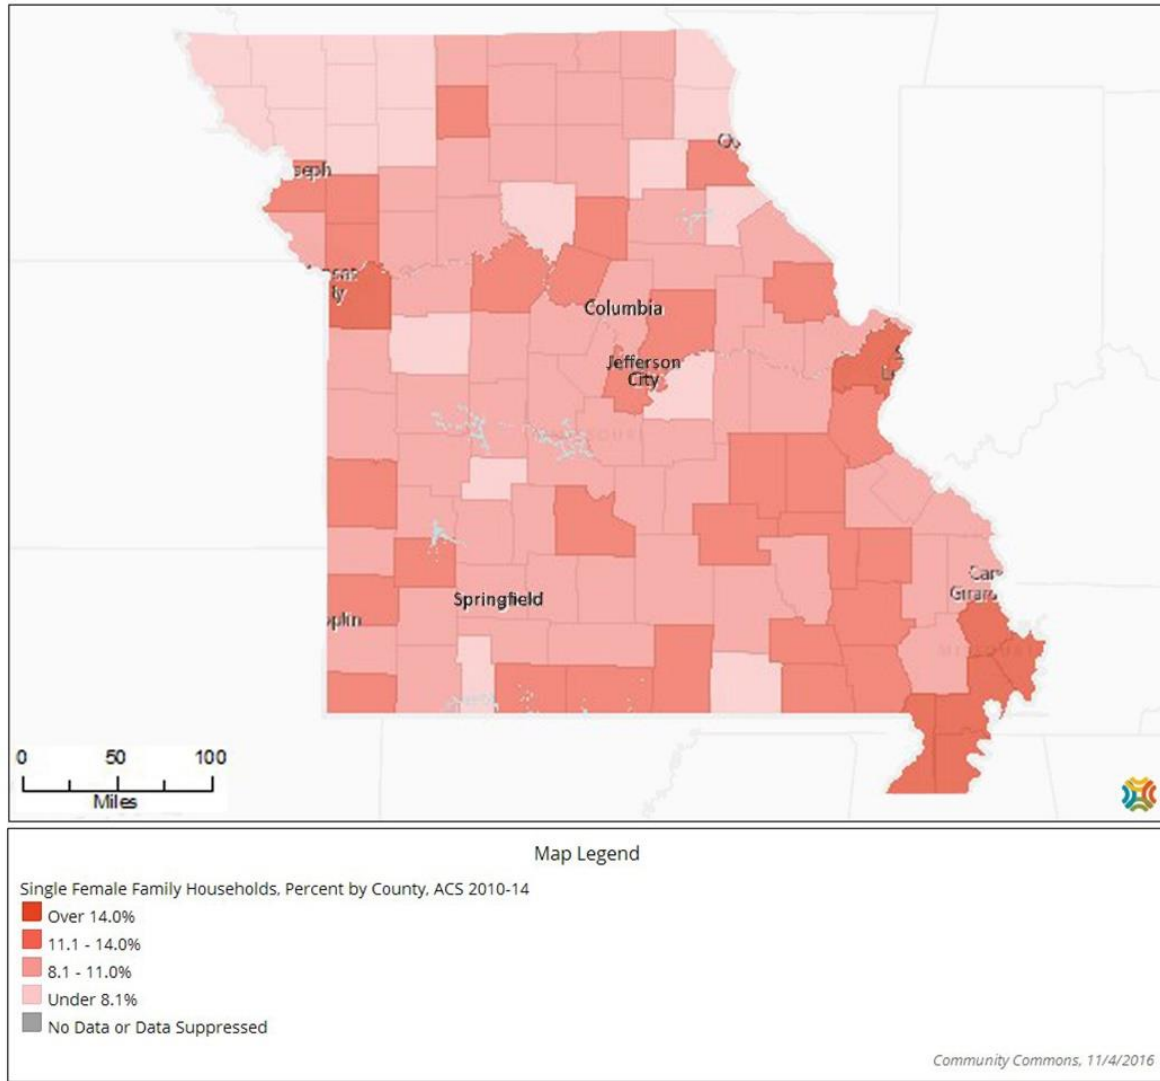 seph
Columbia
Jefferson
City
Springfield
0 50 100
Miles
Map Legend
Single Female Family Households, Percent by County, ACS 2010-14
Over 14.0%
11.1 - 14.0%
8.1 - 11.0%
Under 8.1%
No Data or Data Suppressed
Community Commons, 11/4/2016